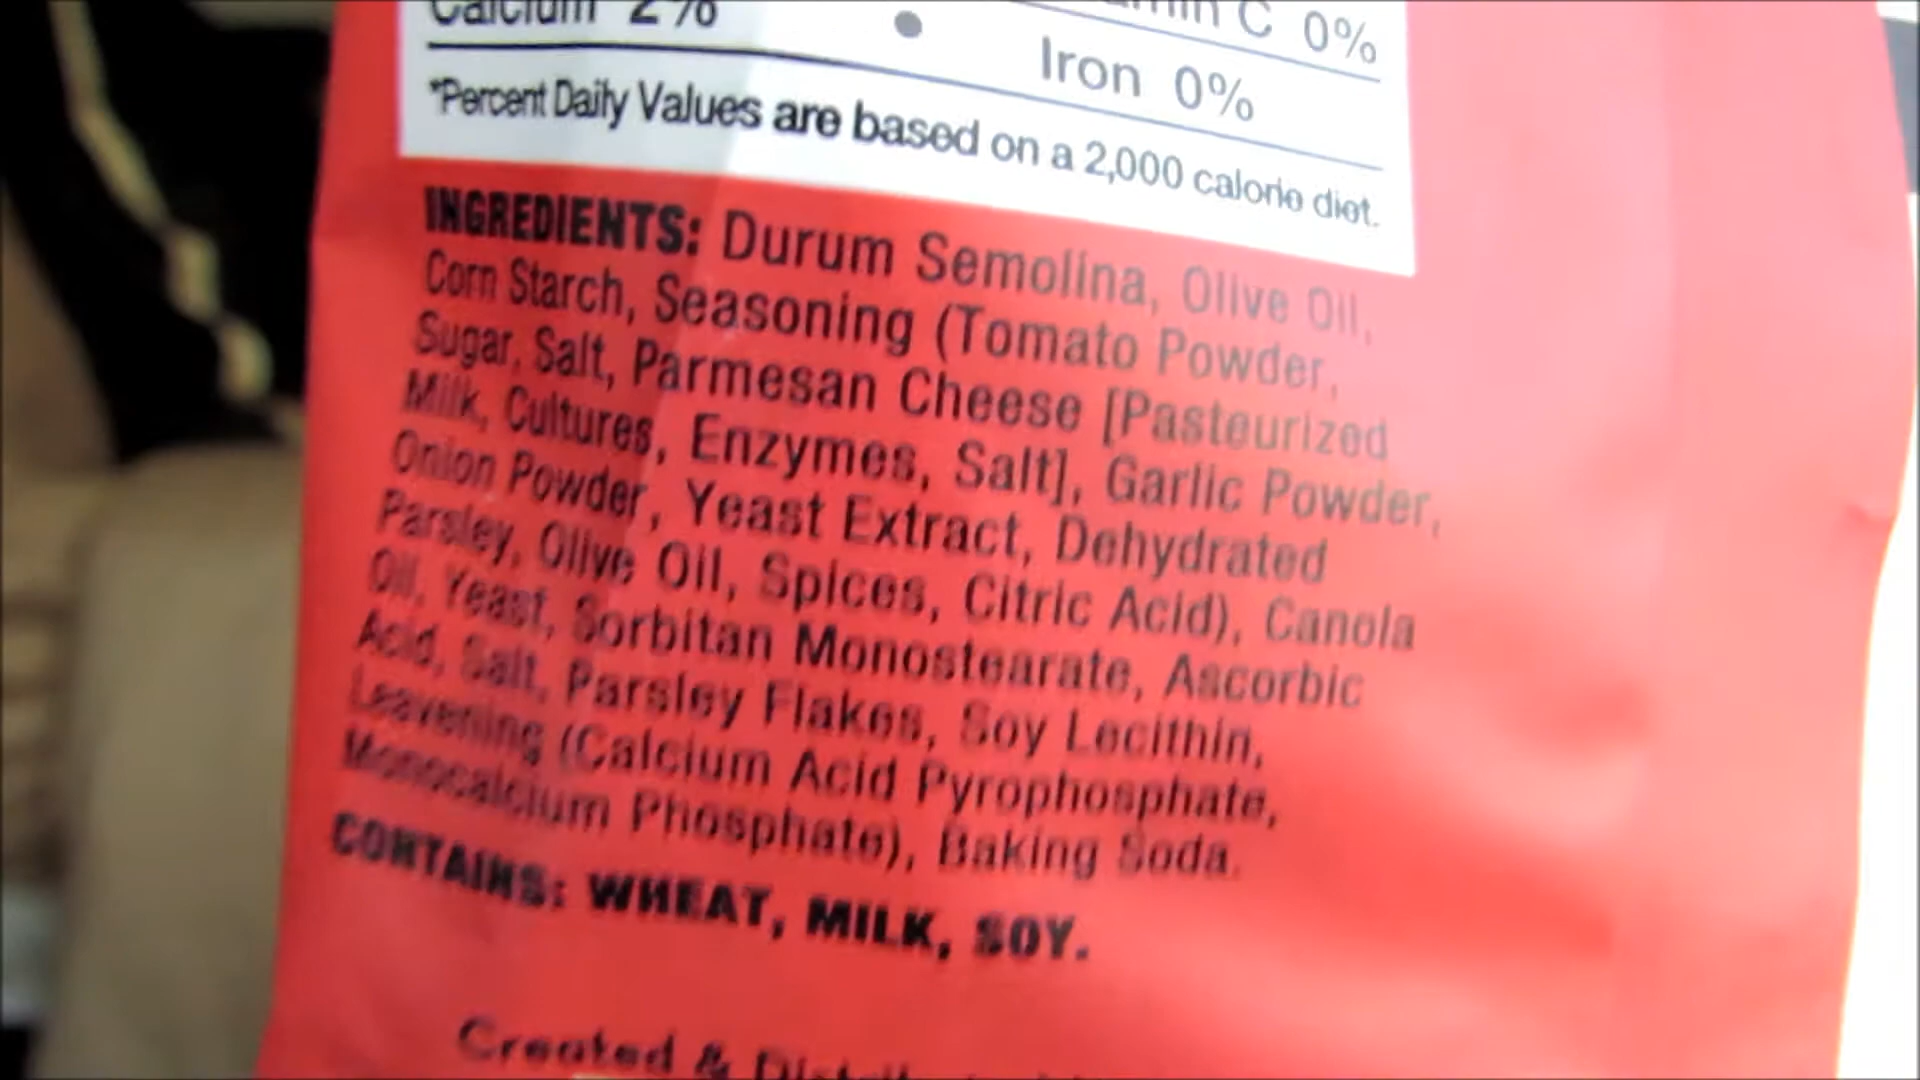 Calcium 2% • C 0%
Iron 0%
*Percent Daily Values are based on a 2,000 calorie diet.
INGREDIENTS: Durum Semolina, Olive Oil,
Corn Starch, Seasoning (Tomato Powder,
Sugar, Salt, Parmesan Cheese [Pasteurized
Milk, Cultures, Enzymes, Salt], Garlic Powder,
Onion Powder, Yeast Extract, Dehydrated
Parsley, Olive Oil, Spices, Citric Acid), Canola
Oil, Yeast, Sorbitan Monostearate, Ascorbic
Acid, Salt, Parsley Flakes, Soy Lecithin,
Leavening (Calcium Acid Pyrophosphate,
Monocalcium Phosphate), Baking Soda.
CONTAINS: WHEAT, MILK, SOY.
Created &